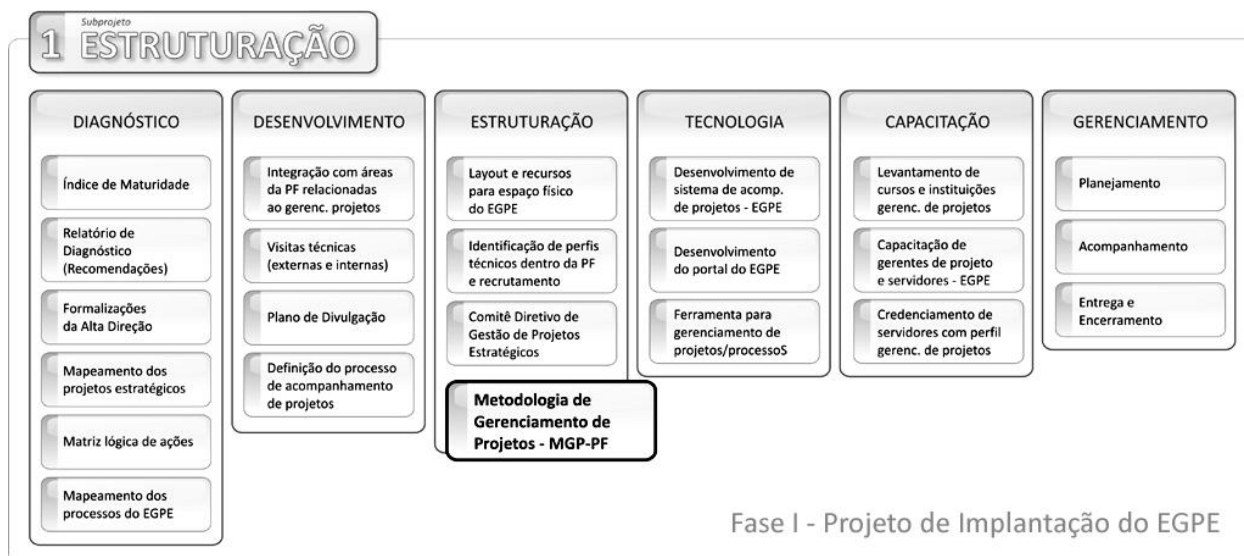 Subprojeto
1 ESTRUTURAÇÃO
DIAGNÓSTICO
Índice de Maturidade
Relatório de
Diagnóstico
(Recomendações)
Formalizações
da Alta Direção
Mapeamento dos
projetos estratégicos
Matriz lógica de ações
Mapeamento dos
processos do EGPE
DESENVOLVIMENTO
Integração com áreas
da PF relacionadas
ao gerenc. projetos
Visitas técnicas
(externas e internas)
Plano de Divulgação
Definição do processo
de acompanhamento
de projetos
ESTRUTURAÇÃO
Layout e recursos
para espaço físico
do EGPE
Identificação de perfis
técnicos dentro da PF
e recrutamento
Comitê Diretivo de
Gestão de Projetos
Estratégicos
Metodologia de
Gerenciamento de
Projetos - MGP-PF
TECNOLOGIA
Desenvolvimento de
sistema de acomp.
de projetos - EGPE
Desenvolvimento
do portal do EGPE
Ferramenta para
gerenciamento de
projetos/processoS
CAPACITAÇÃO
Levantamento de
cursos e instituições
gerenc. de projetos
Capacitação de
gerentes de projeto
e servidores - EGPE
Credenciamento de
servidores com perfil
gerenc. de projetos
GERENCIAMENTO
Planejamento
Acompanhamento
Entrega e
Encerramento
Fase I - Projeto de Implantação do EGPE